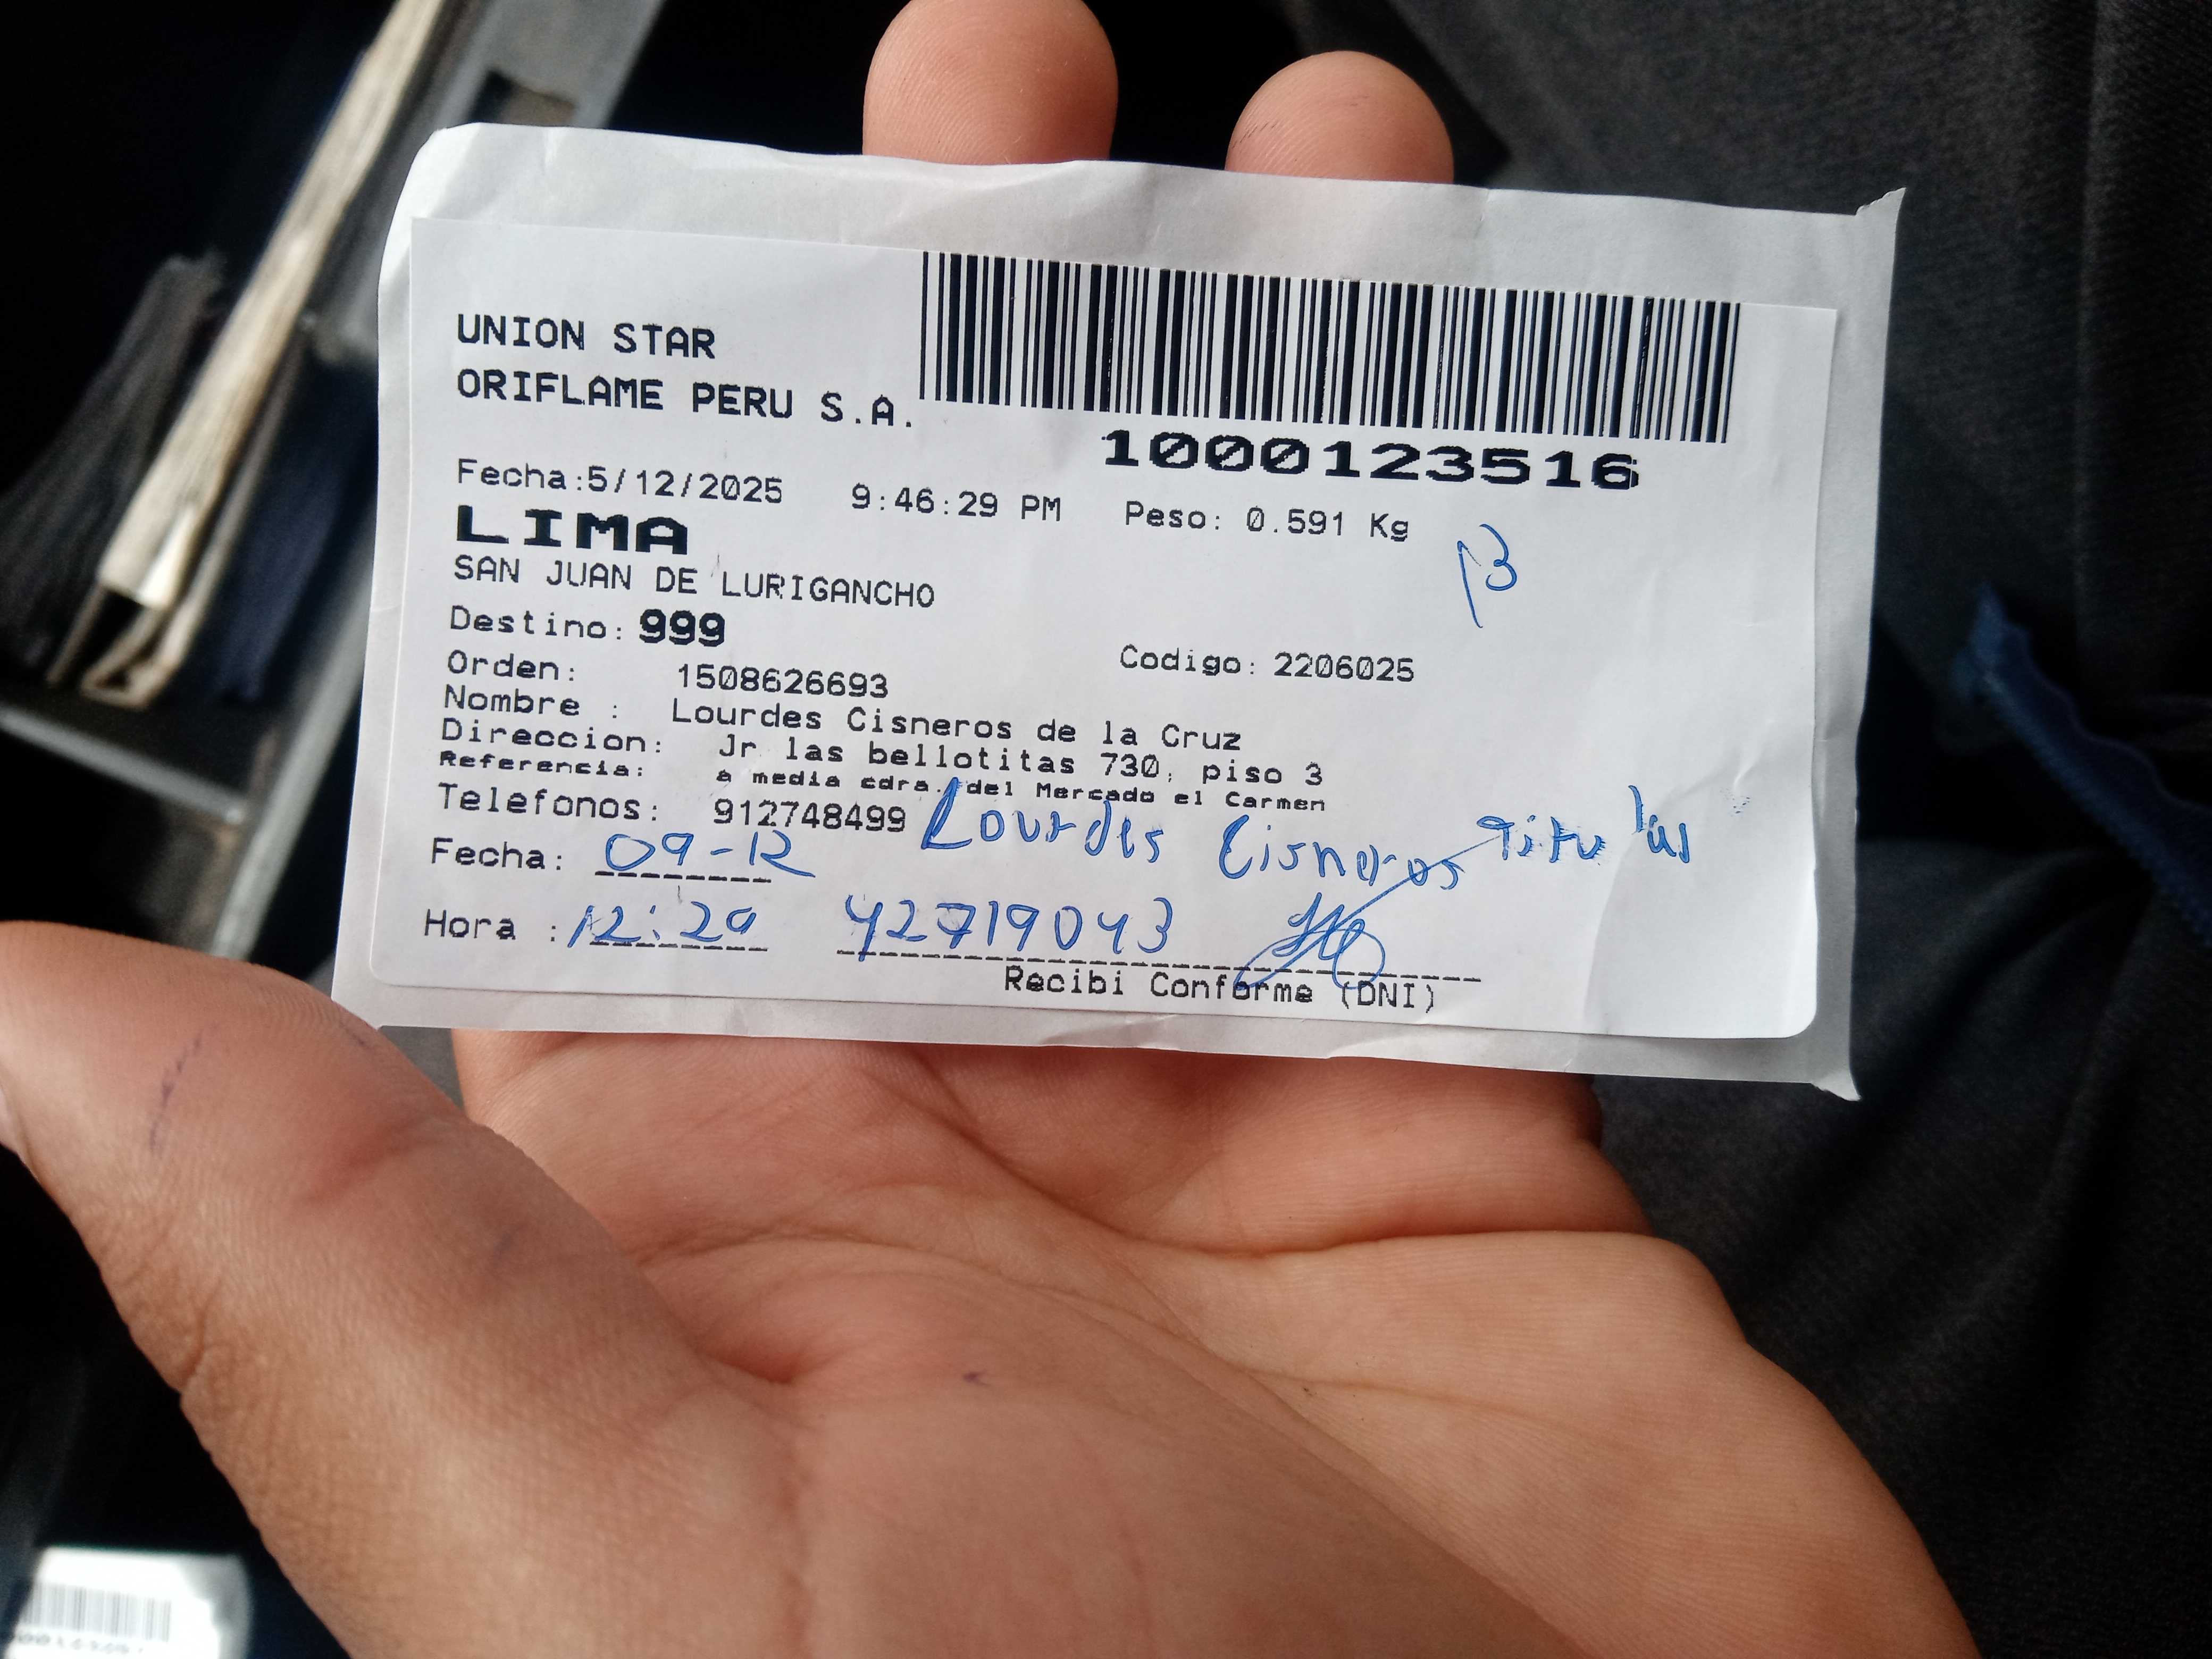 UNION STAR
ORIFLAME PERU S.A.
1000123516
Fecha:5/12/2025 9:46:29 PM Peso: 0.591 Kg
LIMA
SAN JUAN DE LURIGANCHO
Destino: 999
Codigo: 2206025
Orden: 1508626693
Nombre : Lourdes Cisneros de la Cruz
Direccion: Jr las bellotitas 730, piso 3
Referencia: a media cdra. del Mercado el Carmen
Telefonos: 912748499
Lourdes Cisneros
Fecha: 09-12
Hora : 12:20 42719043
Recibi Conforme (DNI)